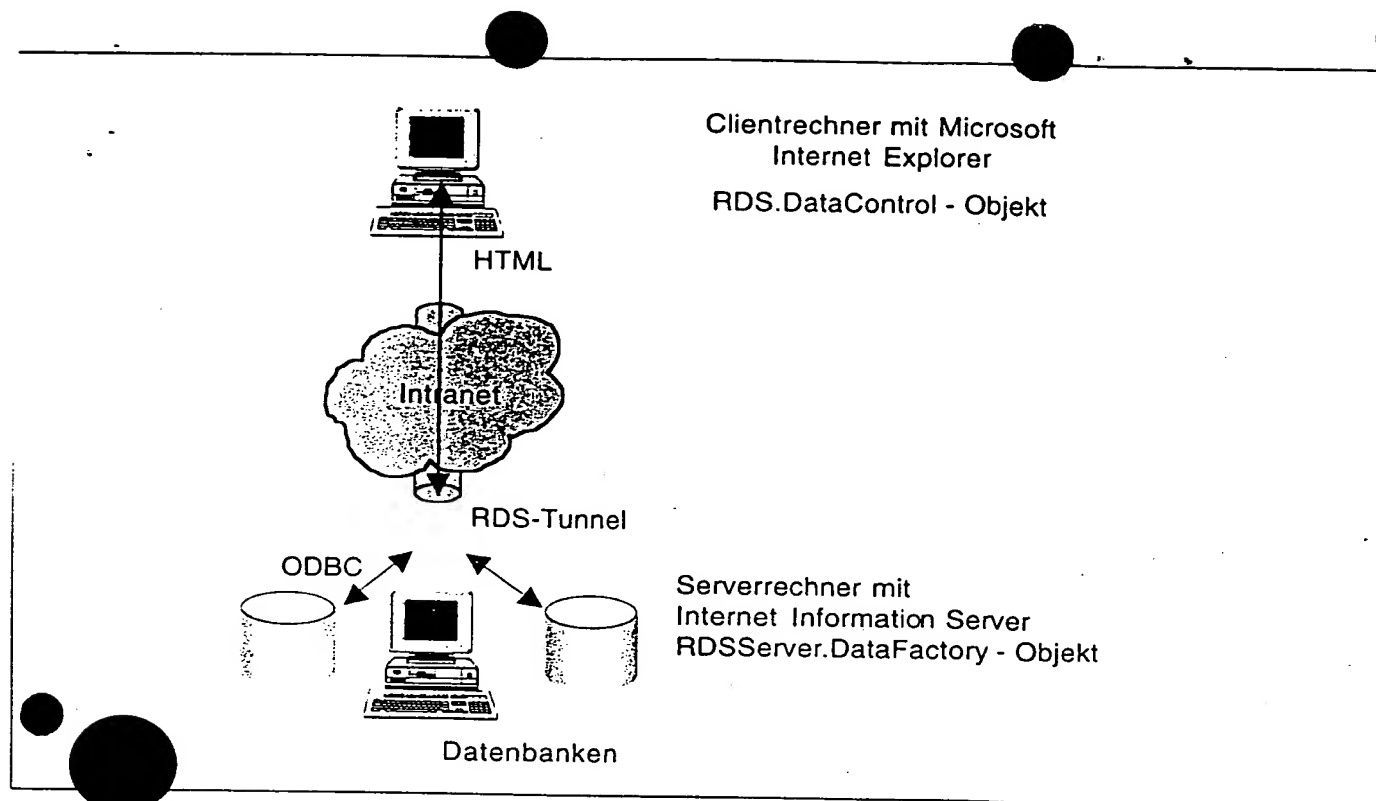 Clientrechner mit Microsoft
Internet Explorer
RDS.DataControl - Objekt
HTML
Intranet
RDS-Tunnel
ODBC
Serverrechner mit
Internet Information Server
RDSServer.DataFactory - Objekt
Datenbanken